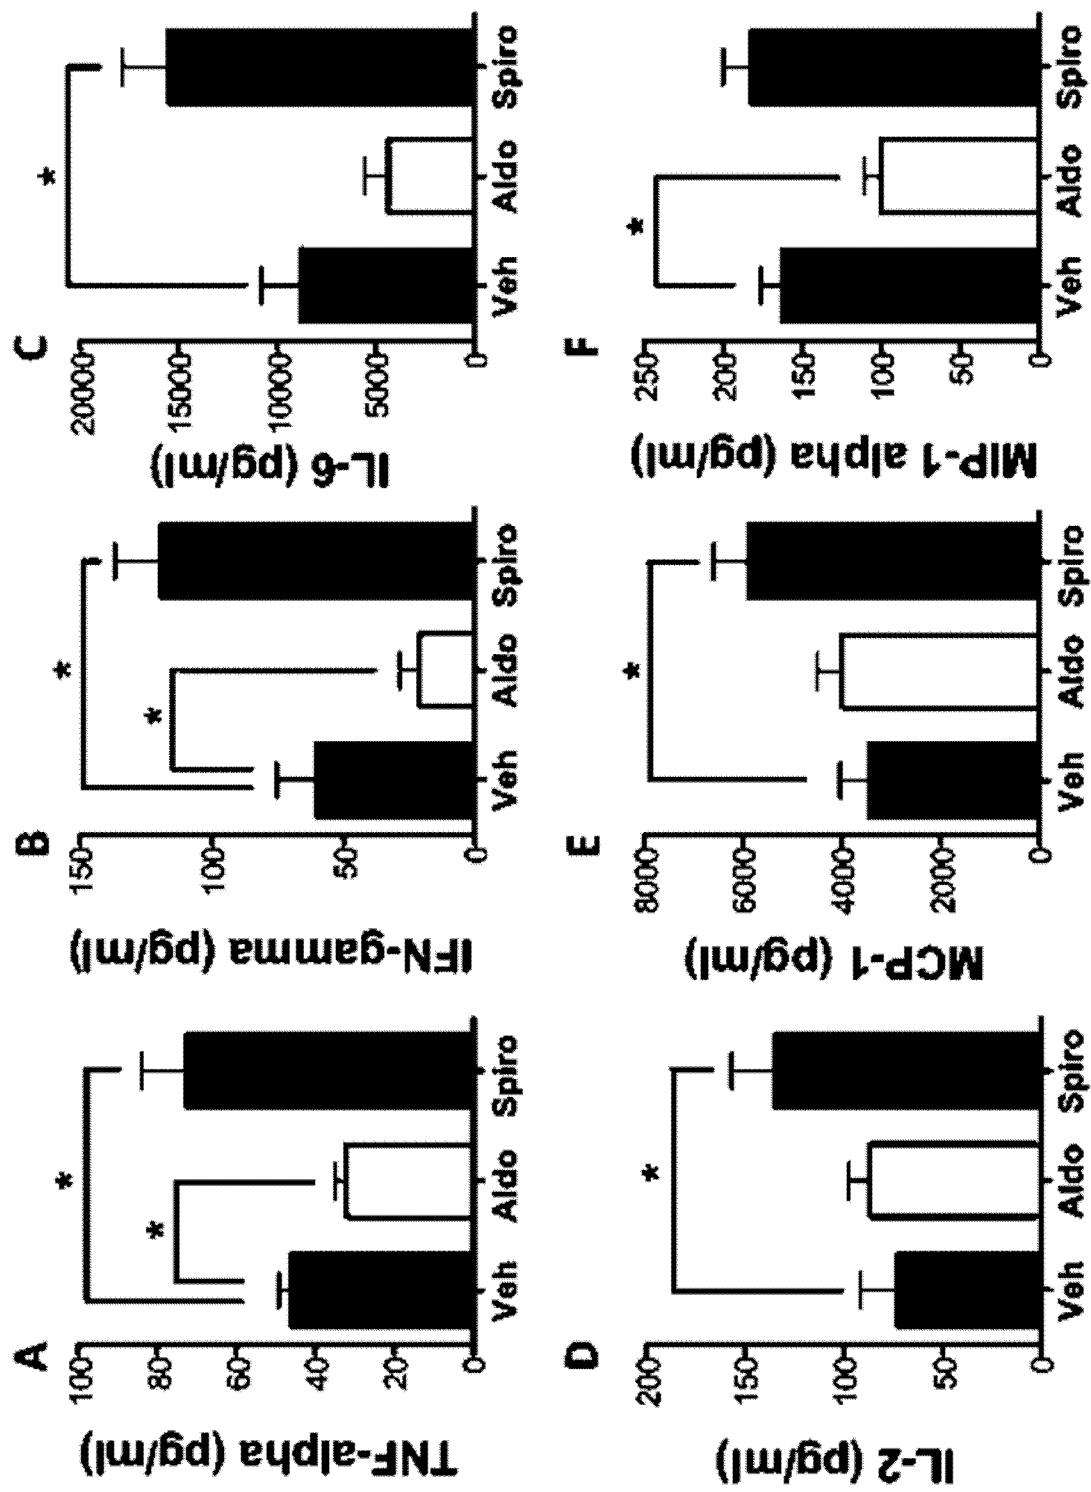 A
TNF-alpha (pg/ml)
100
80
60
40
20
0
*
*
Veh Aldo Spiro
B
IFN-gamma (pg/ml)
150
100
50
0
*
*
Veh Aldo Spiro
C
IL-6 (pg/ml)
20000
15000
10000
5000
0
*
Veh Aldo Spiro
D
IL-2 (pg/ml)
200
150
100
50
0
*
Veh Aldo Spiro
E
MCP-1 (pg/ml)
8000
6000
4000
2000
0
*
Veh Aldo Spiro
F
MIP-1 alpha (pg/ml)
250
200
150
100
50
0
*
Veh Aldo Spiro